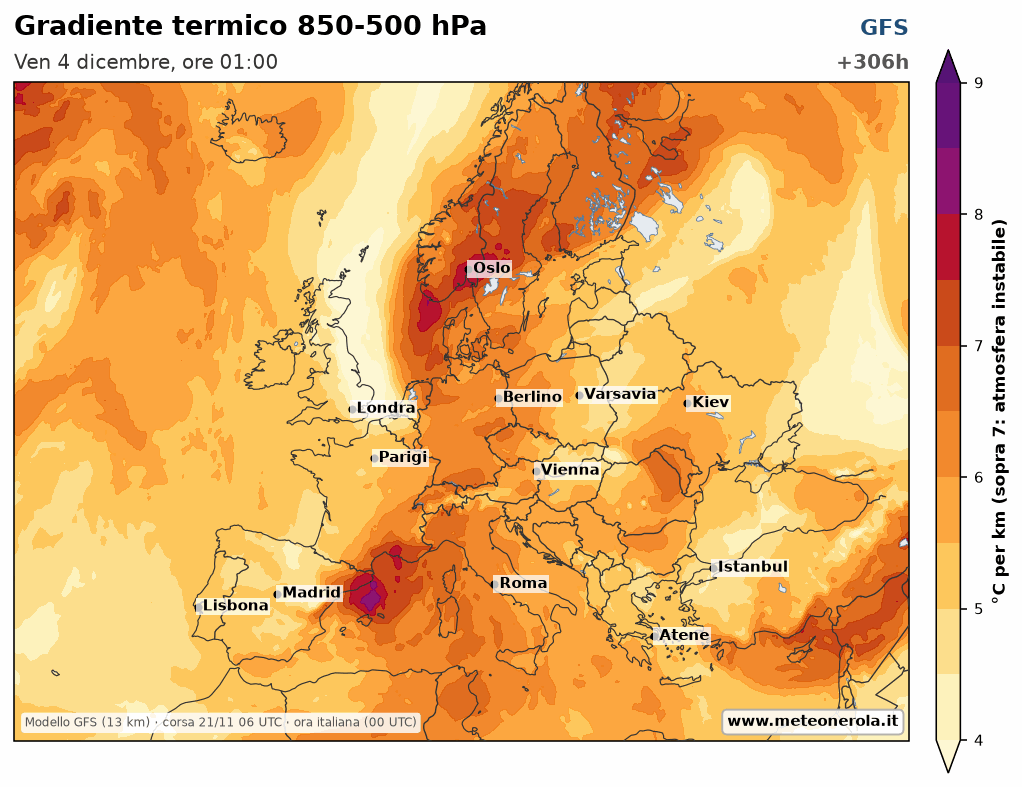 Gradiente termico 850-500 hPa
GFS
Ven 4 dicembre, ore 01:00
+306h
9
8
7
6
5
4
°C per km (sopra 7: atmosfera instabile)
Oslo
Londra
Berlino
Varsavia
Kiev
Parigi
Vienna
Istanbul
Madrid
Roma
Lisbona
Atene
Modello GFS (13 km) · corsa 21/11 06 UTC · ora italiana (00 UTC)
www.meteonerola.it